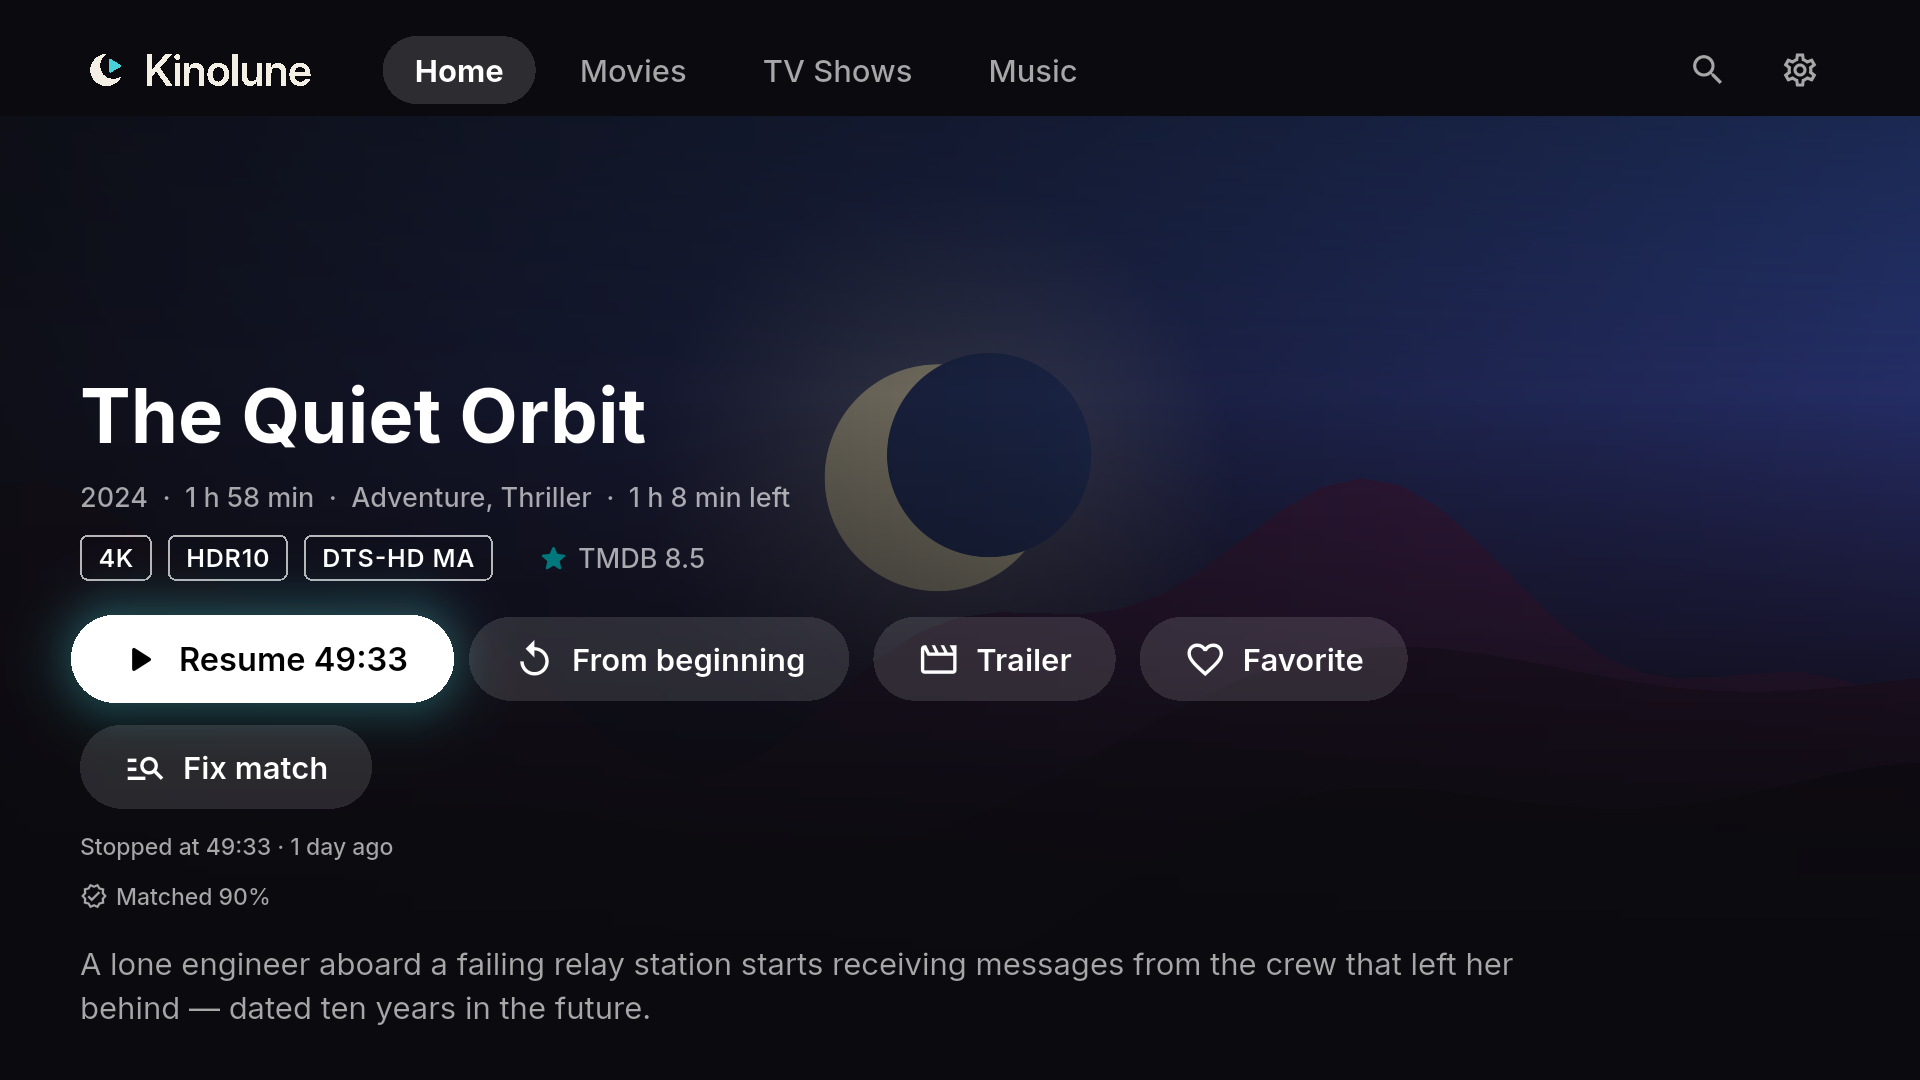 Kinolune Home Movies TV Shows Music
The Quiet Orbit
2024 · 1 h 58 min · Adventure, Thriller · 1 h 8 min left
4K HDR10 DTS-HD MA TMDB 8.5
Resume 49:33 From beginning Trailer Favorite
Fix match
Stopped at 49:33 · 1 day ago
Matched 90%
A lone engineer aboard a failing relay station starts receiving messages from the crew that left her
behind — dated ten years in the future.